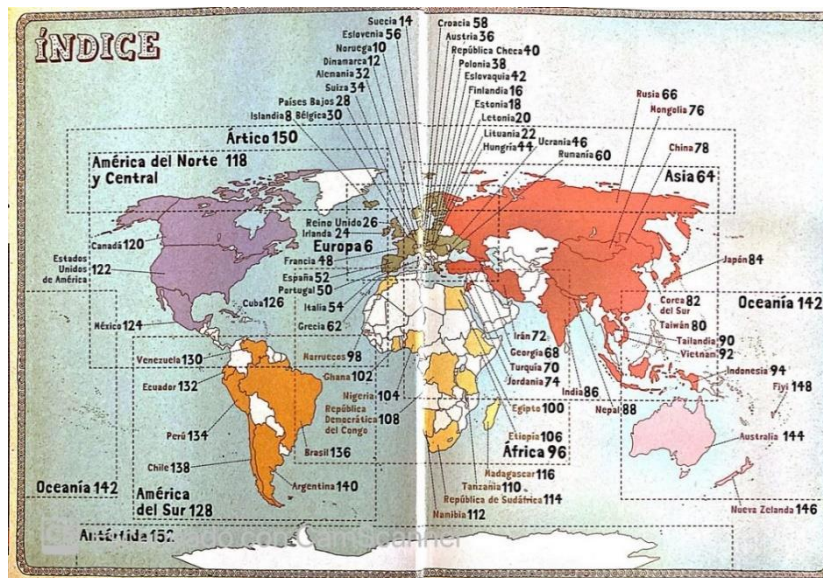 ÍNDICE
Suecia 14
Eslovenia 56
Noruega 10
Dinamarca 12
Alemania 32
Suiza 34
Países Bajos 28
Islandia 8 Bélgica 30
Croacia 58
Austria 36
República Checa 40
Polonia 38
Eslovaquia 42
Finlandia 16
Estonia 18
Letonia 20
Lituania 22
Hungría 44
Ucrania 46
Rumanía 60
Rusia 66
Mongolia 76
China 78
Ártico 150
América del Norte 118
y Central
Asia 64
Canadá 120
Estados
Unidos 122
de América
Cuba 126
México 124
Reino Unido 26
Irlanda 24
Europa 6
Francia 48
España 52
Portugal 50
Italia 54
Grecia 62
Japón 84
Corea 82
del Sur
Oceanía 142
Taiwán 80
Tailandia 90
Vietnam 92
Indonesia 94
Fiyi 148
Venezuela 130
Ecuador 132
Perú 134
Chile 138
Brasil 136
Argentina 140
Marruecos 98
Ghana 102
Nigeria 104
República
Democrática 108
del Congo
Irán 72
Georgia 68
Turquía 70
Jordania 74
India 86
Nepal 88
Egipto 100
Etiopía 106
África 96
Madagascar 116
Tanzania 110
República de Sudáfrica 114
Namibia 112
Australia 144
Nueva Zelanda 146
Oceanía 142
América
del Sur 128
Antártida 152
con CamScanner